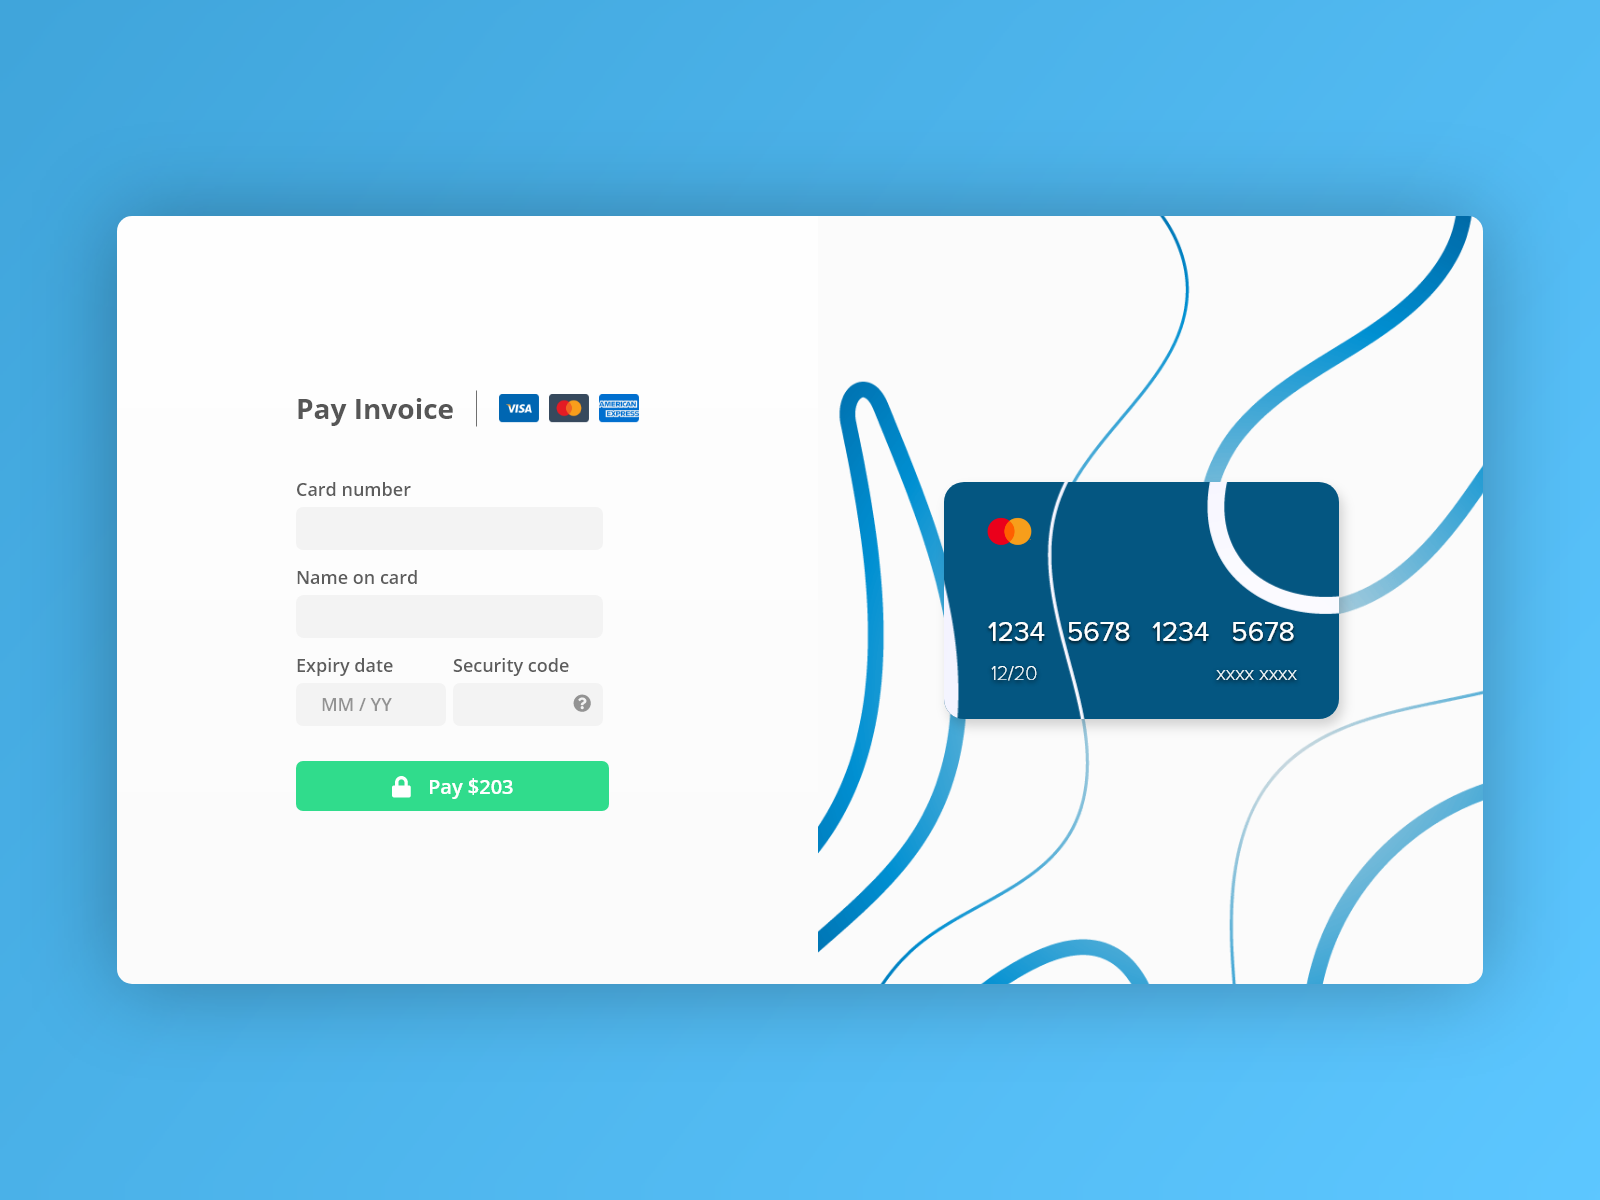 Pay Invoice
VISA
AMERICAN
EXPRESS
Card number
Name on card
Expiry date
Security code
MM / YY
?
Pay $203
1234 5678 1234 5678
12/20
xxxx xxxx